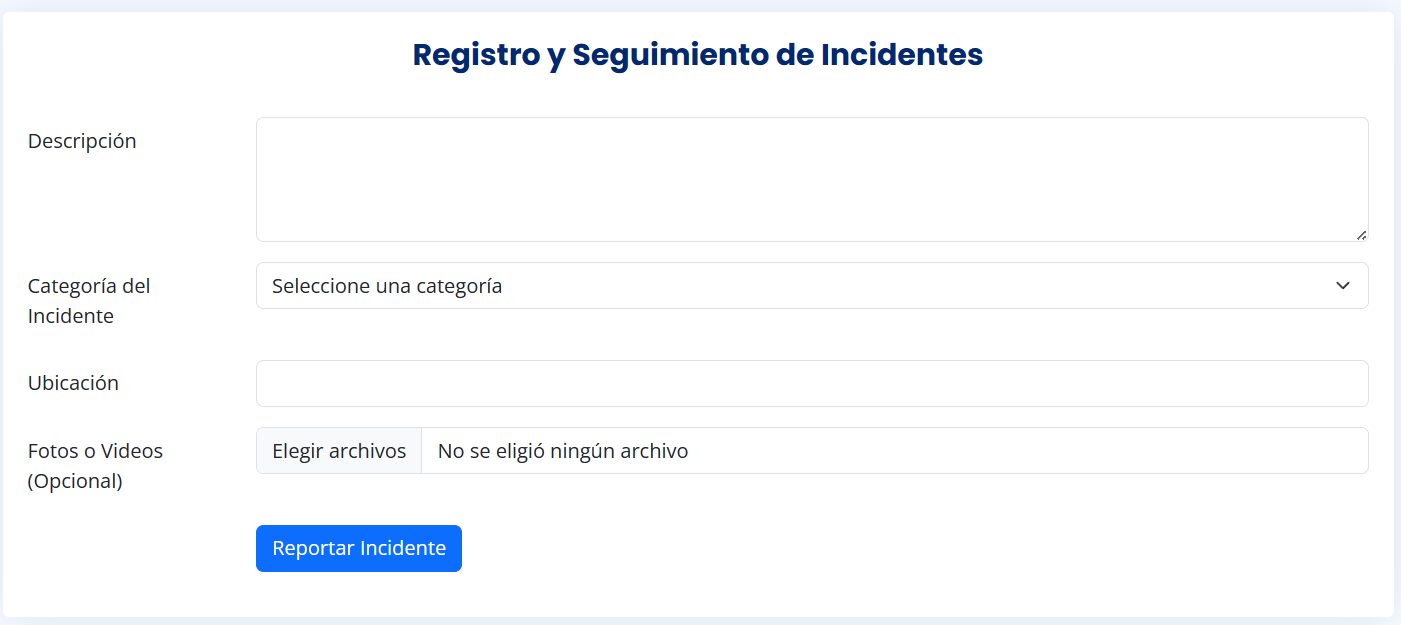 Registro y Seguimiento de Incidentes
Descripción
Categoría del
Incidente
Seleccione una categoría
Ubicación
Fotos o Videos
(Opcional)
Elegir archivos No se eligió ningún archivo
Reportar Incidente